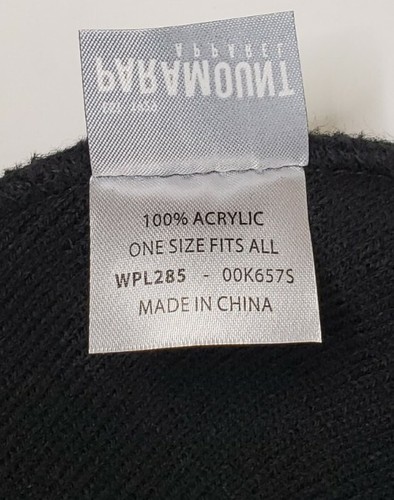 PARAMOUNT
APPAREL
100% ACRYLIC
ONE SIZE FITS ALL
WPL285 - 00K657S
MADE IN CHINA